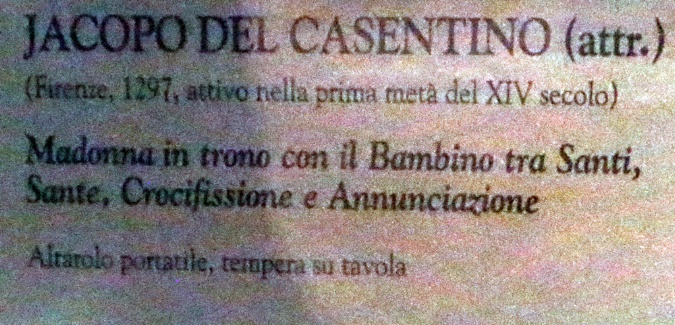 JACOPO DEL CASENTINO (attr.)
(Firenze, 1297, attivo nella prima metà del XIV secolo)
Madonna in trono con il Bambino tra Santi,
Sante, Crocifissione e Annunciazione
Altarolo portatile, tempera su tavola